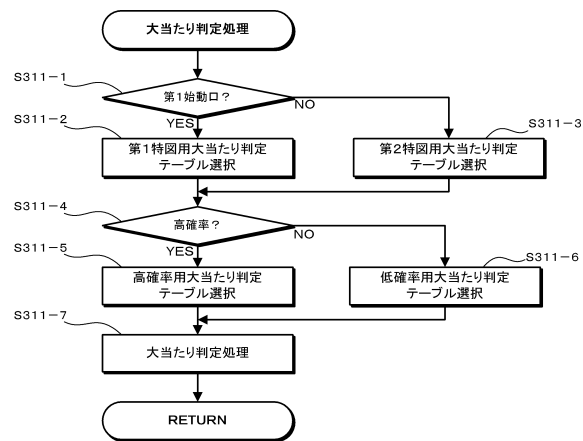 大当たり判定処理
S311-1
第1始動口?
NO
YES
S311-2
第1特図用大当たり判定
テーブル選択
S311-3
第2特図用大当たり判定
テーブル選択
S311-4
高確率?
NO
YES
S311-5
高確率用大当たり判定
テーブル選択
S311-6
低確率用大当たり判定
テーブル選択
S311-7
大当たり判定処理
RETURN